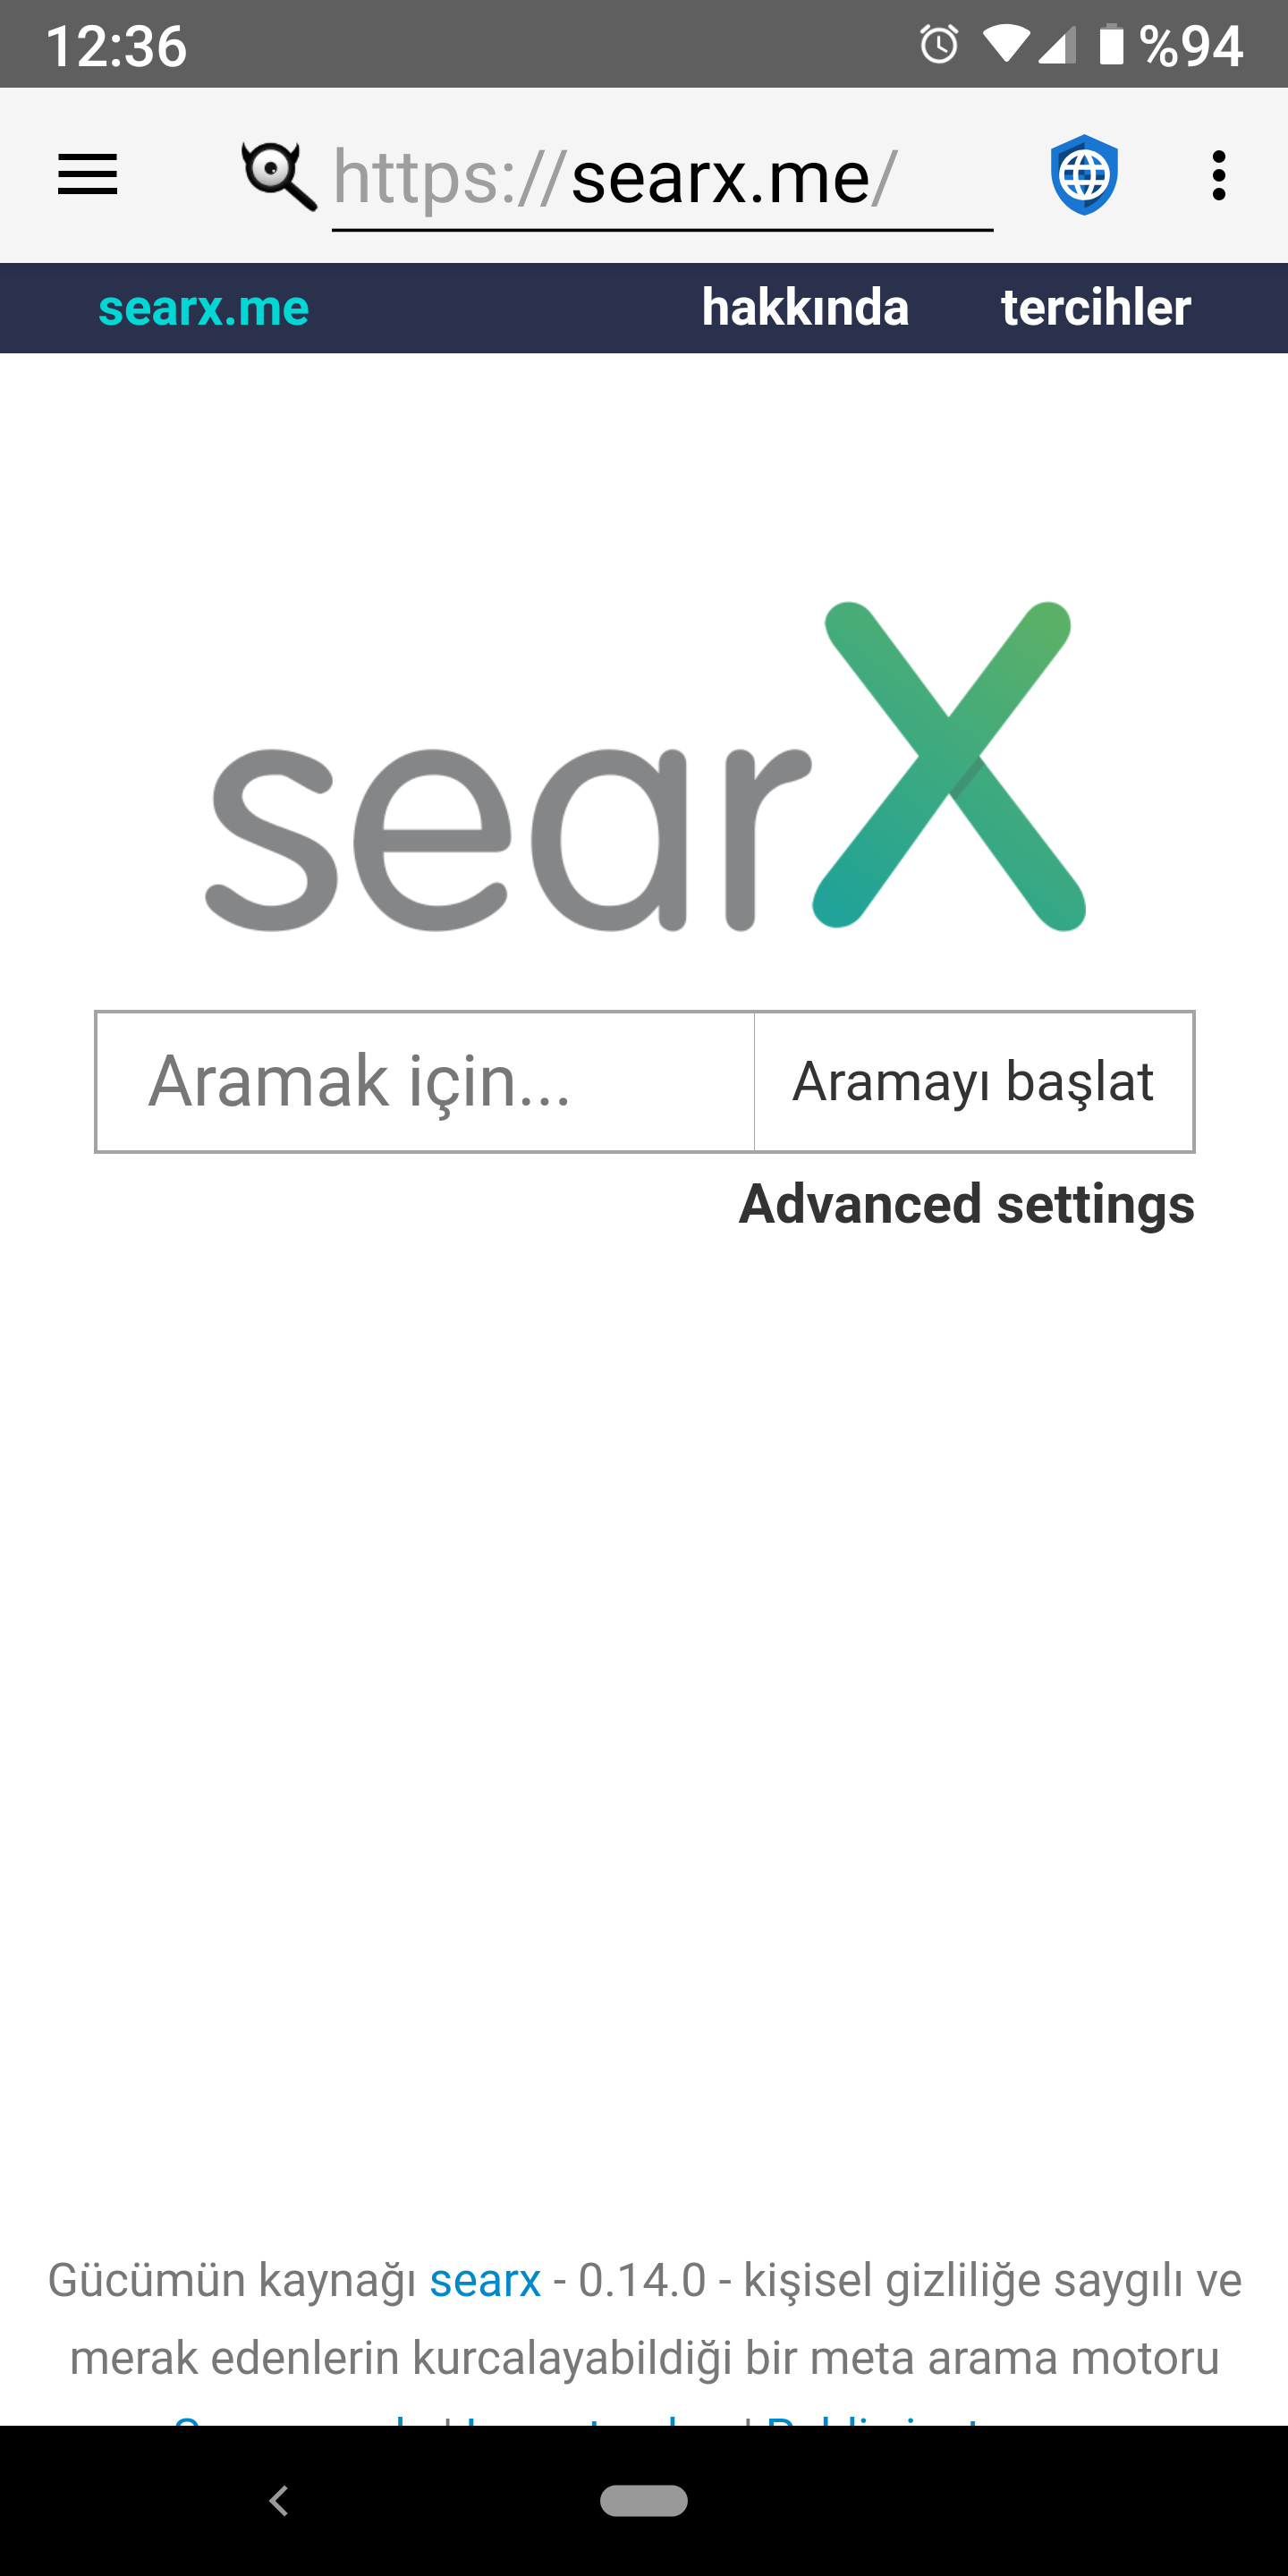 12:36 %94
https://searx.me/
searx.me hakkında tercihler
searX
Aramak için... Aramayı başlat
Advanced settings
Gücümün kaynağı searx - 0.14.0 - kişisel gizliliğe saygılı ve
merak edenlerin kurcalayabildiği bir meta arama motoru